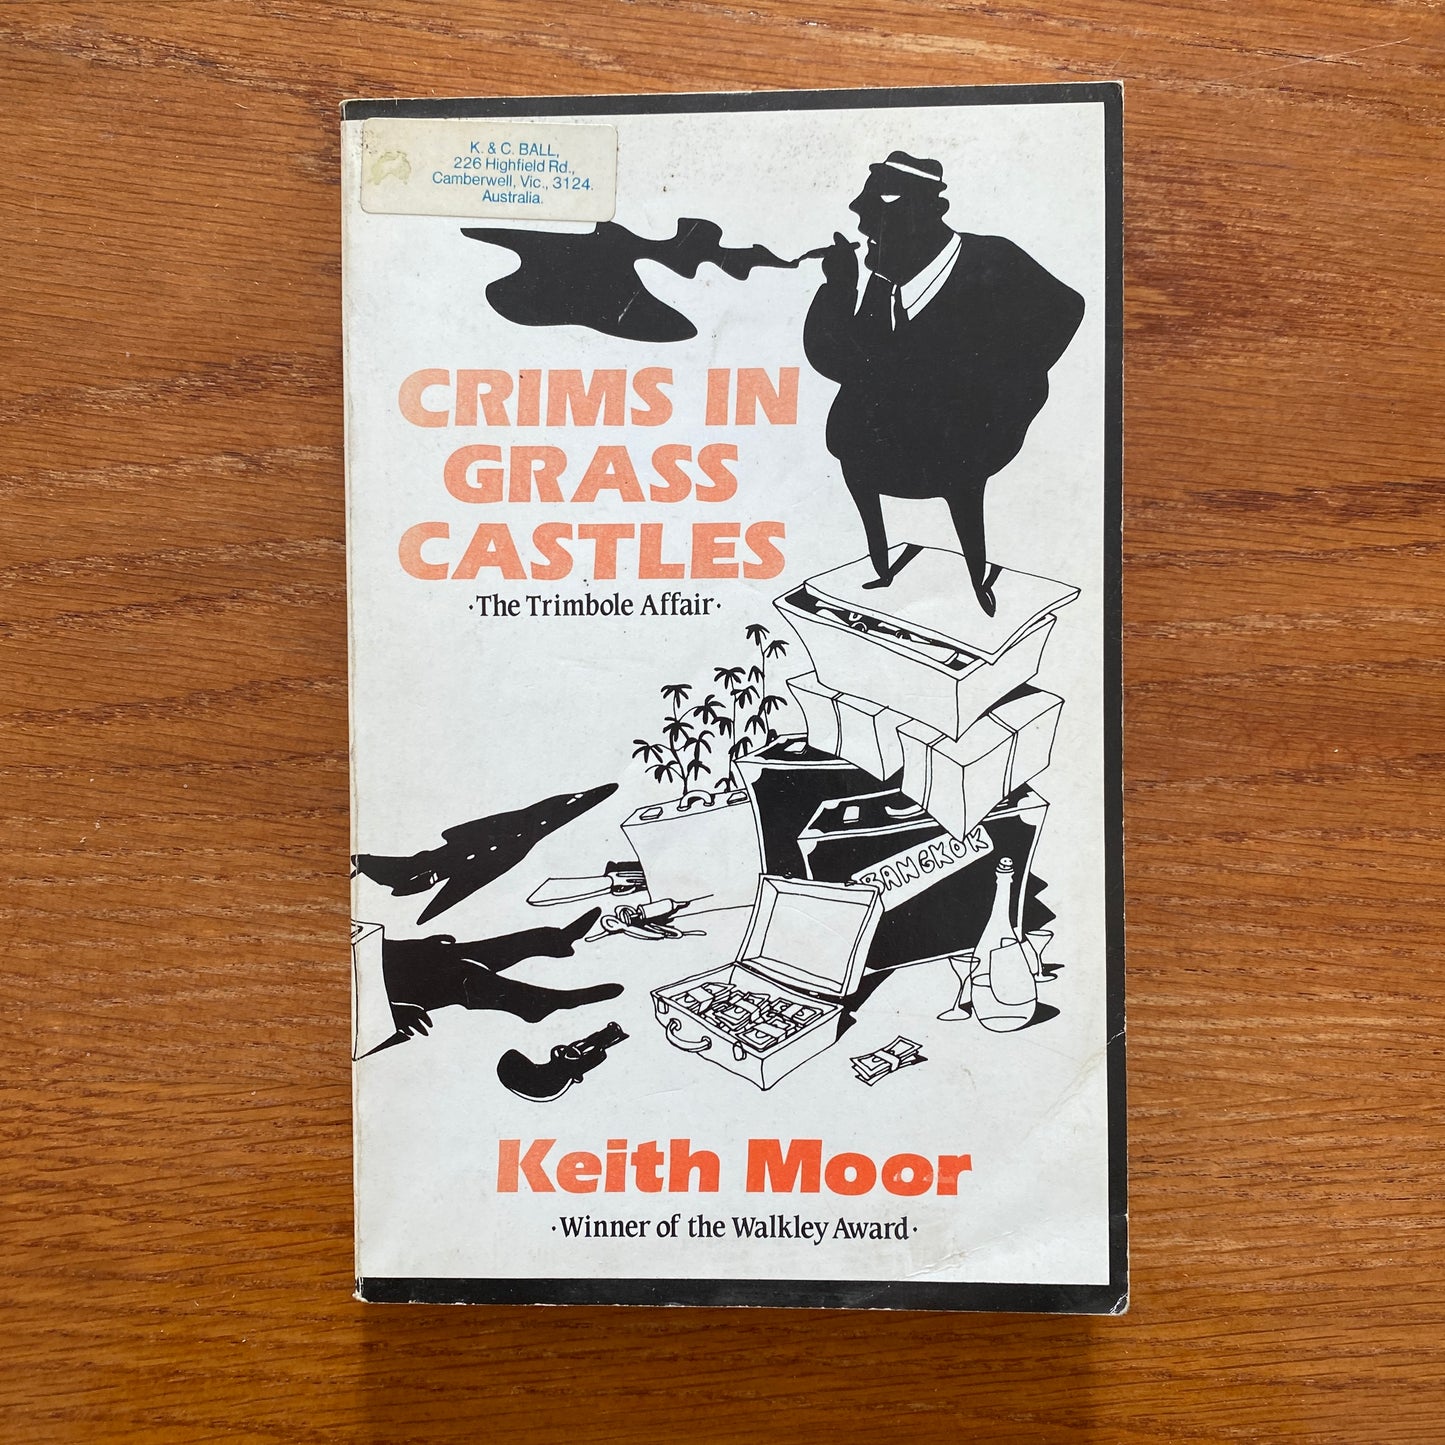 K. & C. BALL,
226 Highfield Rd.,
Camberwell, Vic., 3124.
Australia.
CRIMS IN
GRASS
CASTLES
·The Trimbole Affair·
BANGKOK
Keith Moor
·Winner of the Walkley Award·